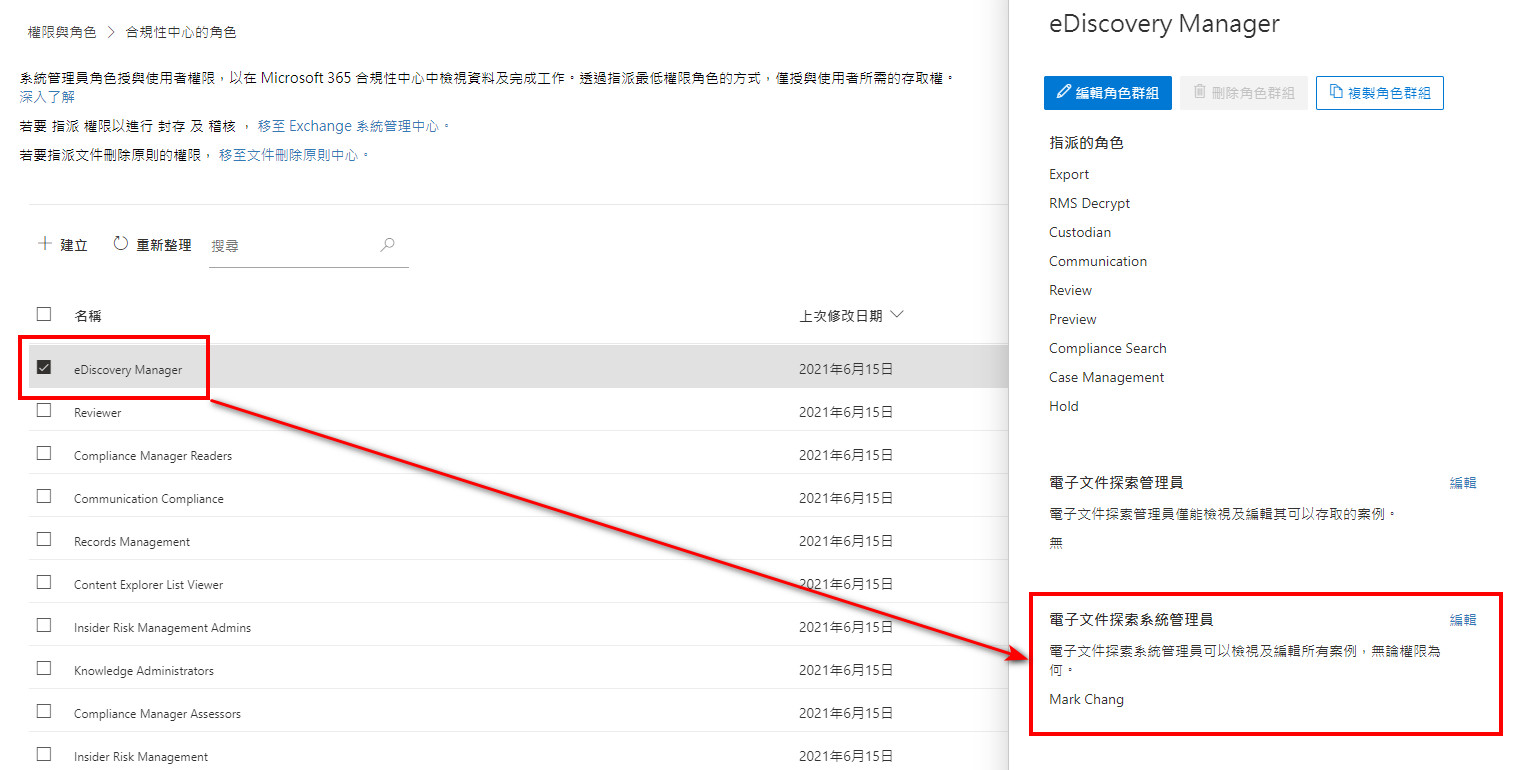 權限與角色 > 合規性中心的角色
系統管理員角色授與使用者權限，以在 Microsoft 365 合規性中心中檢視資料及完成工作。透過指派最低權限角色的方式，僅授與使用者所需的存取權。
深入了解
若要 指派 權限以進行 封存 及 稽核 ， 移至 Exchange 系統管理中心。
若要指派文件刪除原則的權限， 移至文件刪除原則中心。
建立 重新整理 搜尋
名稱 上次修改日期
eDiscovery Manager 2021年6月15日
Reviewer 2021年6月15日
Compliance Manager Readers 2021年6月15日
Communication Compliance 2021年6月15日
Records Management 2021年6月15日
Content Explorer List Viewer 2021年6月15日
Insider Risk Management Admins 2021年6月15日
Knowledge Administrators 2021年6月15日
Compliance Manager Assessors 2021年6月15日
Insider Risk Management 2021年6月15日
eDiscovery Manager
編輯角色群組 刪除角色群組 複製角色群組
指派的角色
Export
RMS Decrypt
Custodian
Communication
Review
Preview
Compliance Search
Case Management
Hold
電子文件探索管理員 編輯
電子文件探索管理員僅能檢視及編輯其可以存取的案例。
無
電子文件探索系統管理員 編輯
電子文件探索系統管理員可以檢視及編輯所有案例，無論權限為
何。
Mark Chang